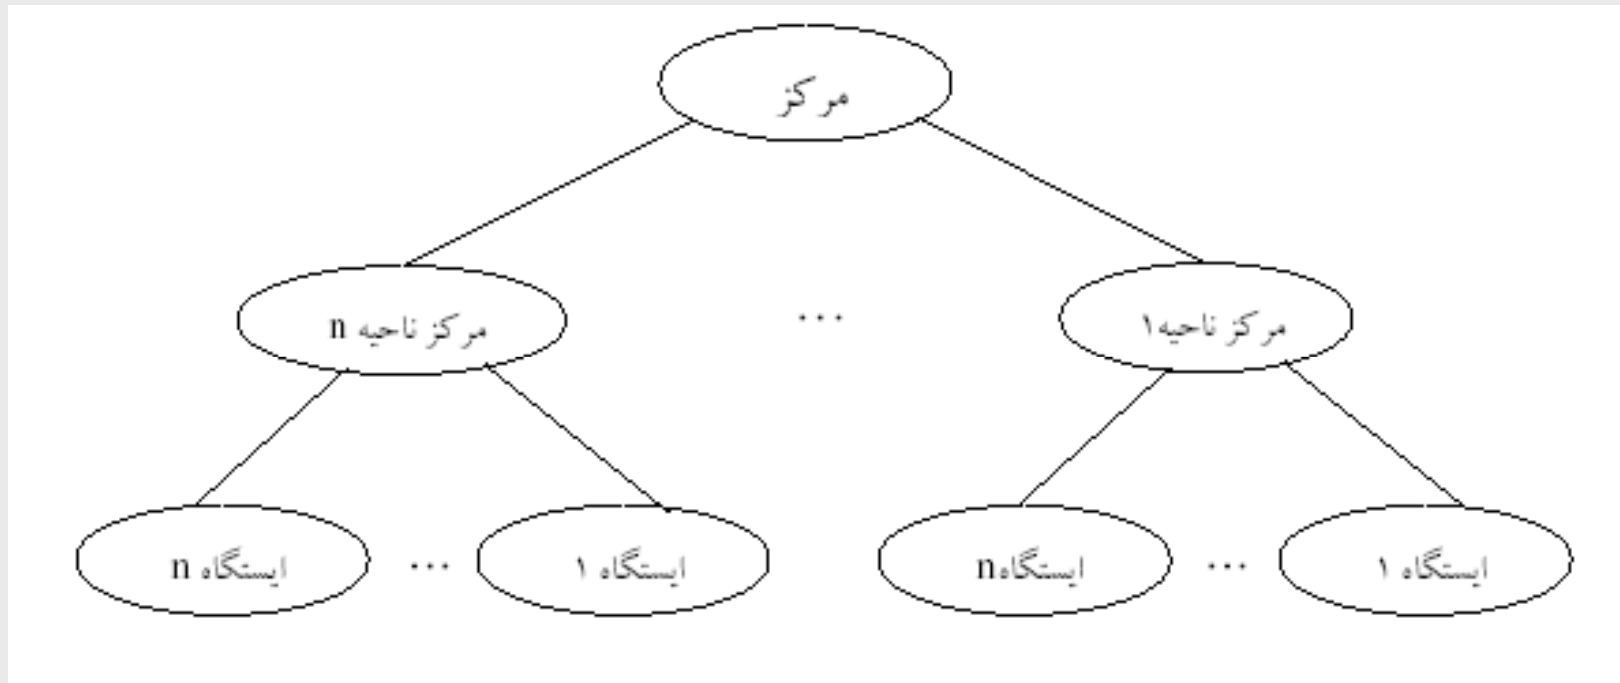 مرکز
مرکز ناحیه۱
...
مرکز ناحیه n
ایستگاه ۱
...
ایستگاهn
ایستگاه ۱
...
ایستگاه n